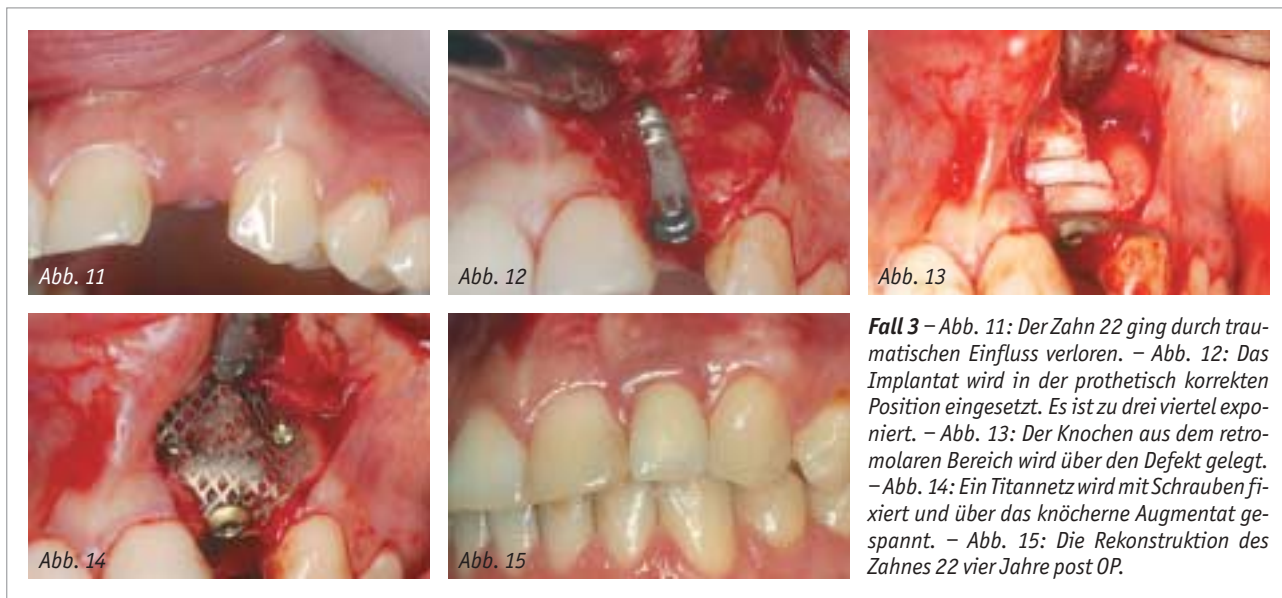 Abb. 11
Abb. 12
Abb. 13
Abb. 14
Abb. 15
Fall 3 – Abb. 11: Der Zahn 22 ging durch trau-
matischen Einfluss verloren. – Abb. 12: Das
Implantat wird in der prothetisch korrekten
Position eingesetzt. Es ist zu drei viertel expo-
niert. – Abb. 13: Der Knochen aus dem retro-
molaren Bereich wird über den Defekt gelegt.
– Abb. 14: Ein Titannetz wird mit Schrauben fi-
xiert und über das knöcherne Augmentat ge-
spannt. – Abb. 15: Die Rekonstruktion des
Zahnes 22 vier Jahre post OP.